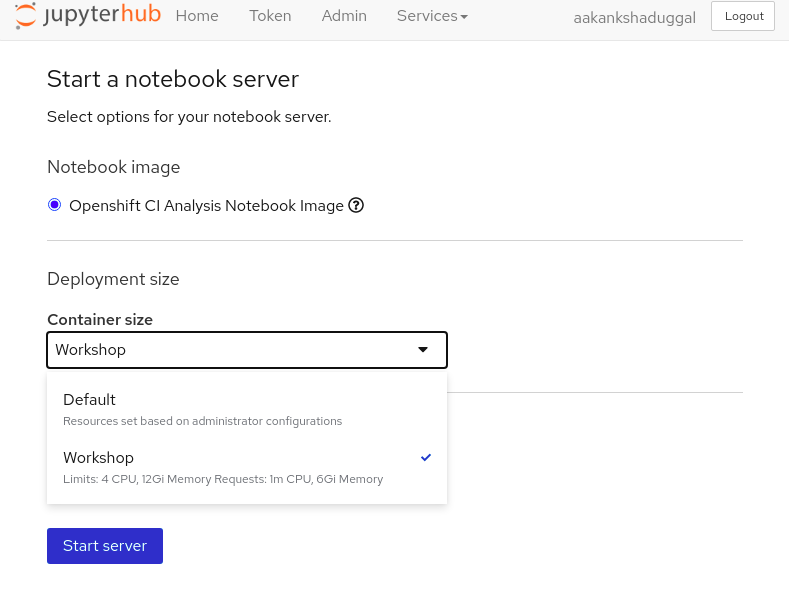 jupyterhub Home Token Admin Services aakankshaduggal Logout
Start a notebook server
Select options for your notebook server.
Notebook image
Openshift CI Analysis Notebook Image
Deployment size
Container size
Workshop
Default
Resources set based on administrator configurations
Workshop
Limits: 4 CPU, 12Gi Memory Requests: 1m CPU, 6Gi Memory
Start server